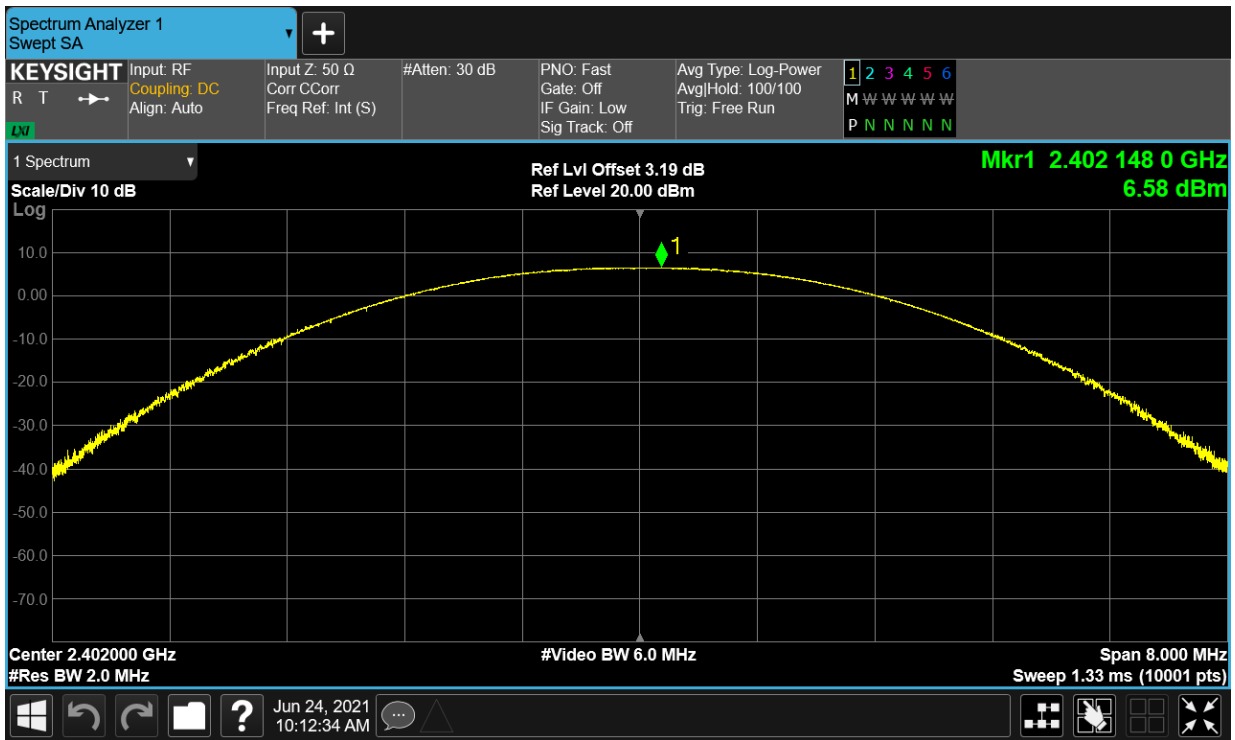 Spectrum Analyzer 1
Swept SA
KEYSIGHT
R T
LXI
Input: RF
Coupling: DC
Align: Auto
Input Z: 50 Ω
Corr CCorr
Freq Ref: Int (S)
#Atten: 30 dB
PNO: Fast
Gate: Off
IF Gain: Low
Sig Track: Off
Avg Type: Log-Power
Avg|Hold: 100/100
Trig: Free Run
1 2 3 4 5 6
M W W W W W
P N N N N N
1 Spectrum
Scale/Div 10 dB
Log
Ref Lvl Offset 3.19 dB
Ref Level 20.00 dBm
Mkr1 2.402 148 0 GHz
6.58 dBm
1
10.0
0.00
-10.0
-20.0
-30.0
-40.0
-50.0
-60.0
-70.0
Center 2.402000 GHz
#Res BW 2.0 MHz
#Video BW 6.0 MHz
Span 8.000 MHz
Sweep 1.33 ms (10001 pts)
?
Jun 24, 2021
10:12:34 AM